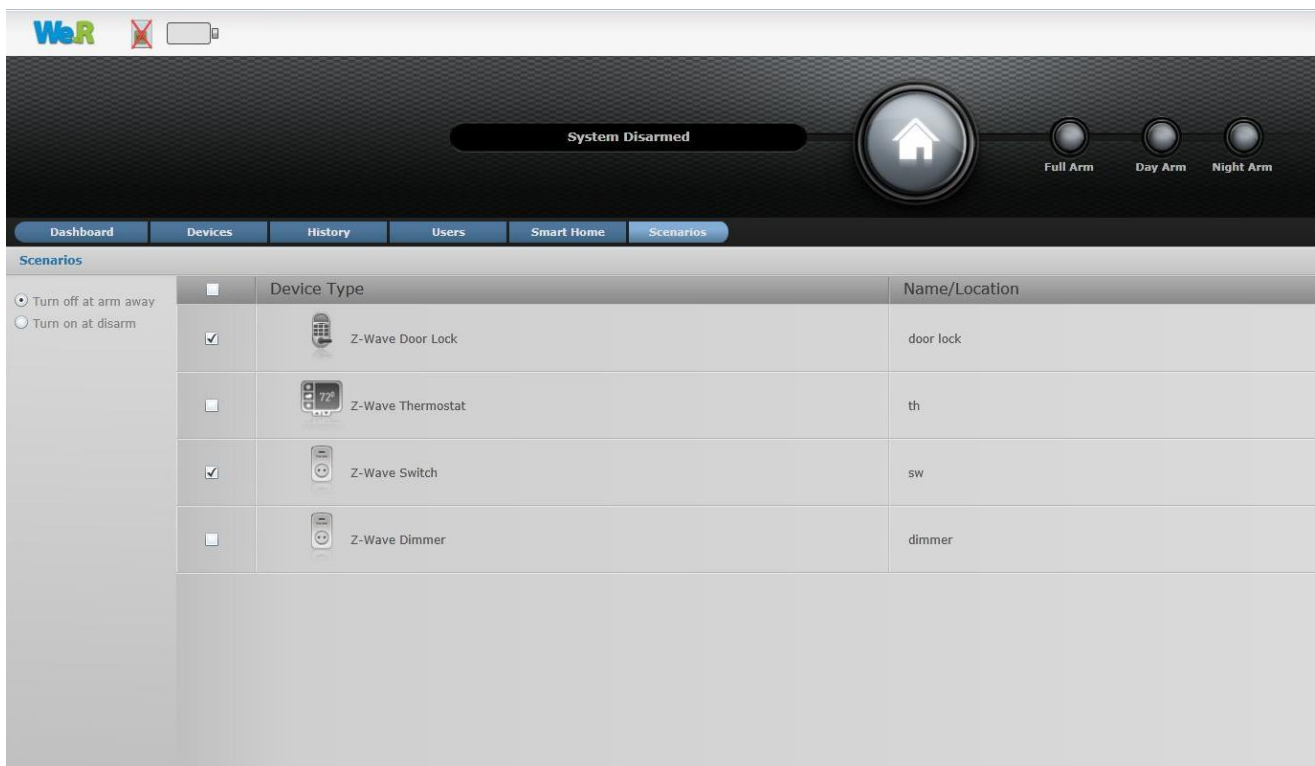 WeR
System Disarmed
Full Arm Day Arm Night Arm
Dashboard Devices History Users Smart Home Scenarios
Scenarios
Turn off at arm away
Turn on at disarm
Device Type Name/Location
Z-Wave Door Lock door lock
72° Z-Wave Thermostat th
Z-Wave Switch sw
Z-Wave Dimmer dimmer